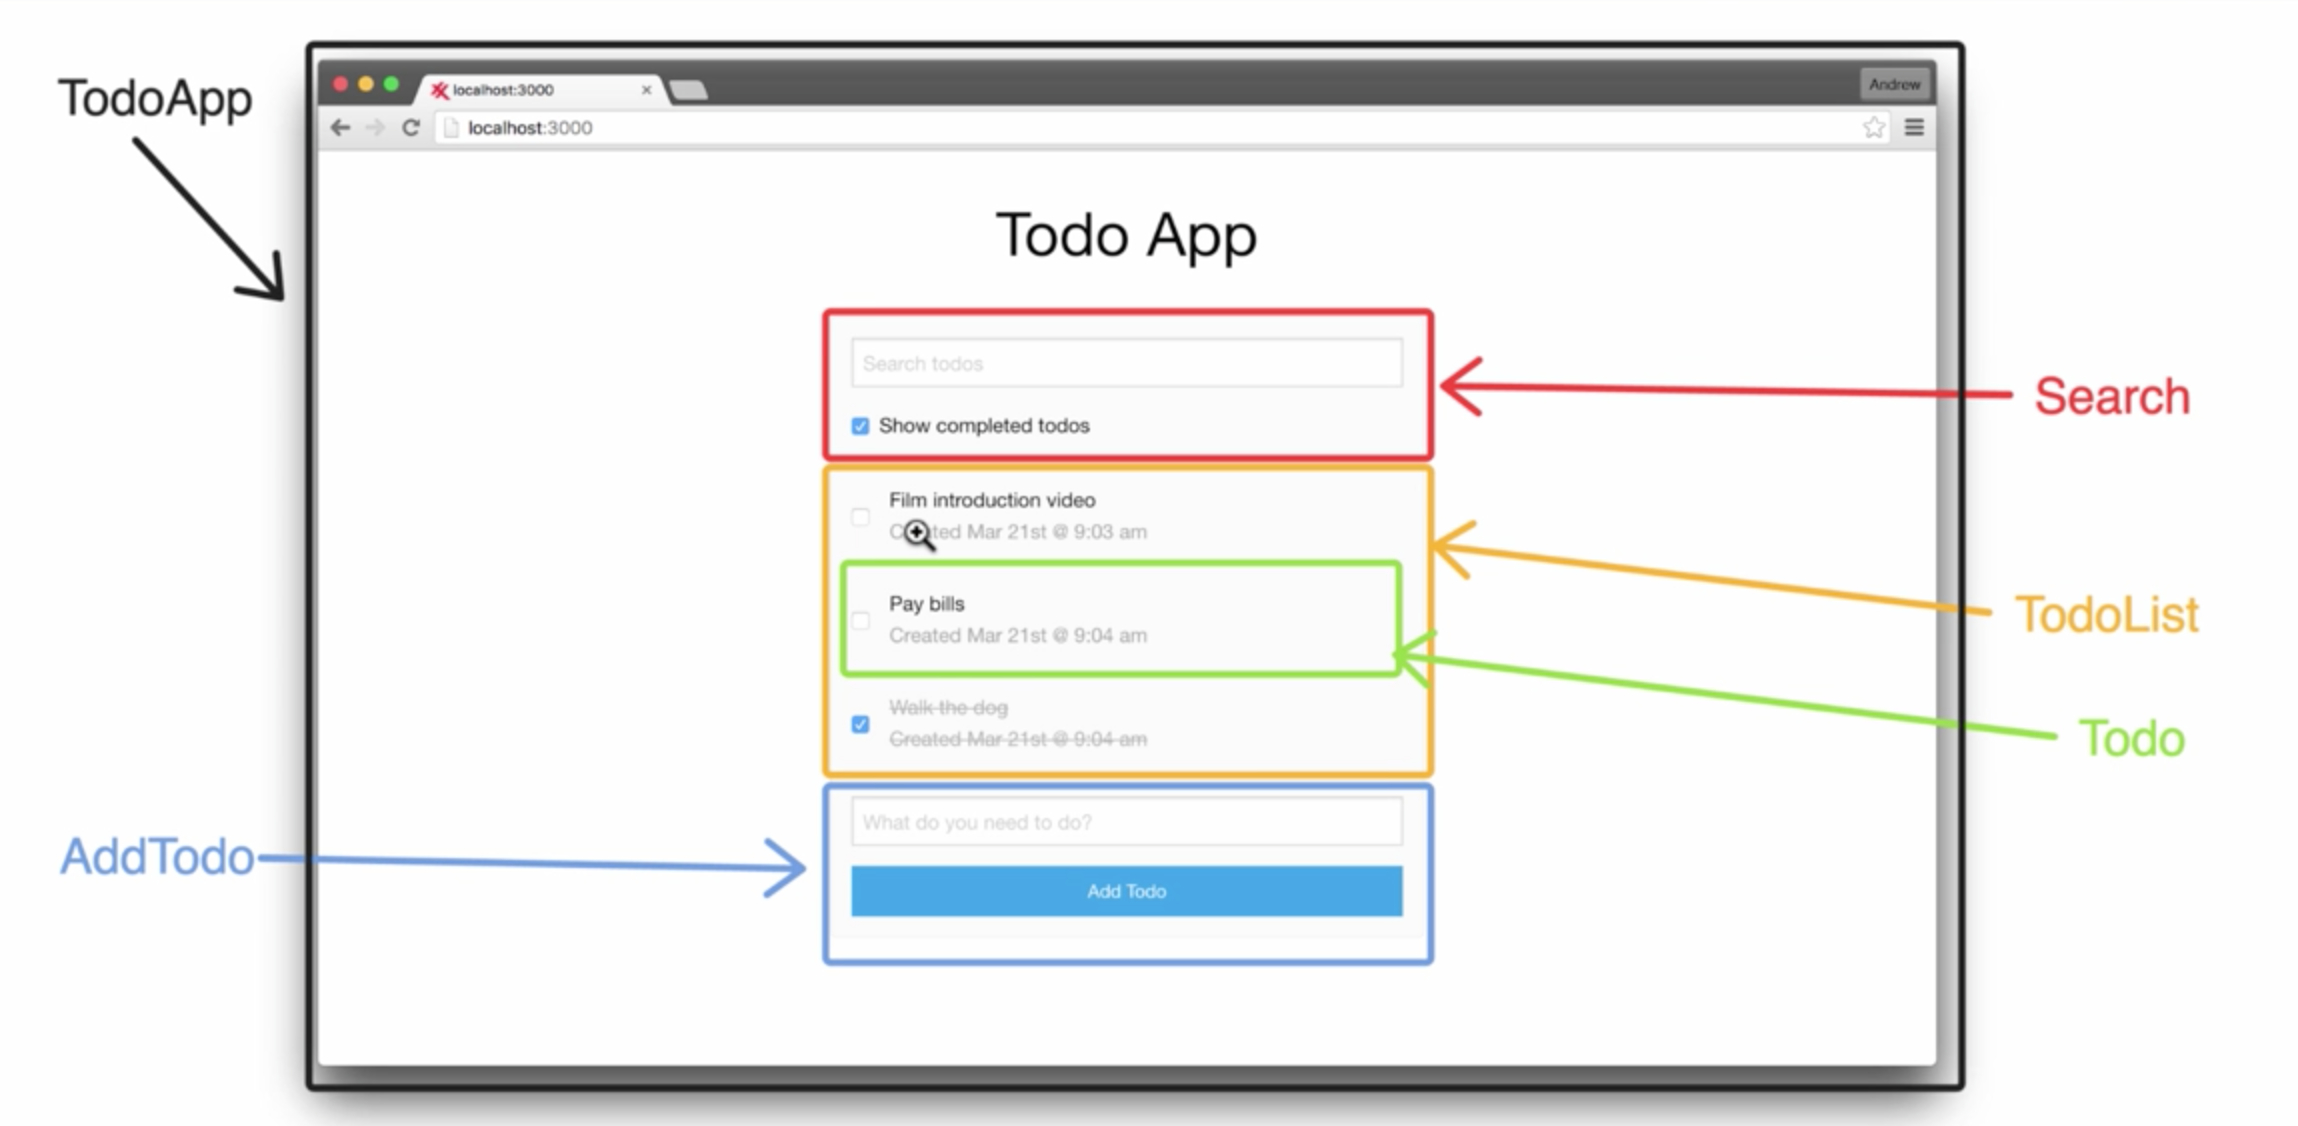 TodoApp
localhost:3000
Andrew
localhost:3000
Todo App
Search todos
Show completed todos
Search
Film introduction video
Created Mar 21st @ 9:03 am
TodoList
Pay bills
Created Mar 21st @ 9:04 am
Todo
Walk the dog
Created Mar 21st @ 9:04 am
AddTodo
What do you need to do?
Add Todo